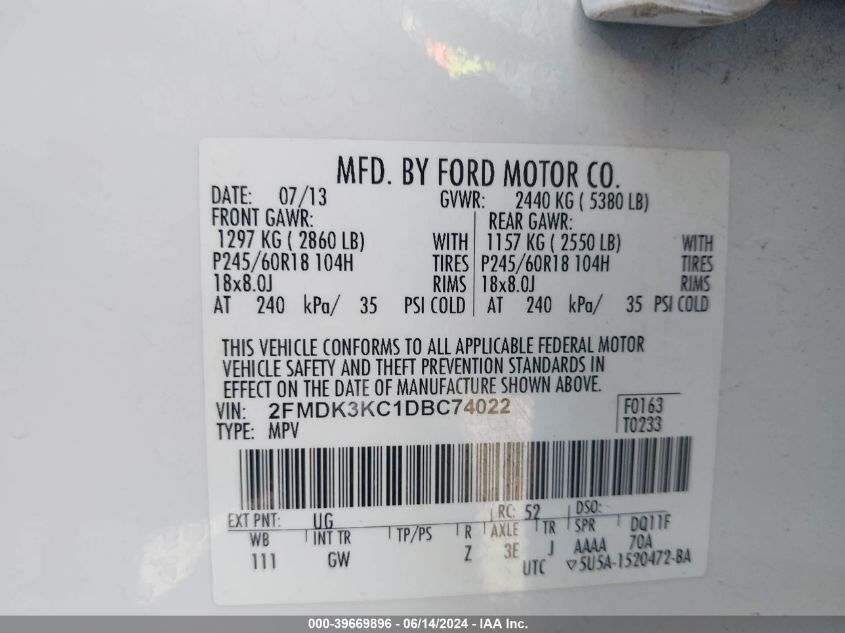 MFD. BY FORD MOTOR CO.
DATE: 07/13 GVWR: 2440 KG ( 5380 LB)
FRONT GAWR: REAR GAWR:
1297 KG ( 2860 LB) WITH 1157 KG ( 2550 LB) WITH
P245/60R18 104H TIRES P245/60R18 104H TIRES
18x8.0J RIMS 18x8.0J RIMS
AT 240 kPa/ 35 PSI COLD AT 240 kPa/ 35 PSI COLD
THIS VEHICLE CONFORMS TO ALL APPLICABLE FEDERAL MOTOR
VEHICLE SAFETY AND THEFT PREVENTION STANDARDS IN
EFFECT ON THE DATE OF MANUFACTURE SHOWN ABOVE.
VIN: 2FMDK3KC1DBC74022 F0163
TYPE: MPV T0233
EXT PNT: UG RC: 52 DSO:
WB INT TR TP/PS R AXLE TR SPR DQ11F
111 GW Z 3E J AAAA 70A
UTC ▽5U5A-1520472-BA
000-39669896 - 06/14/2024 - IAA Inc.